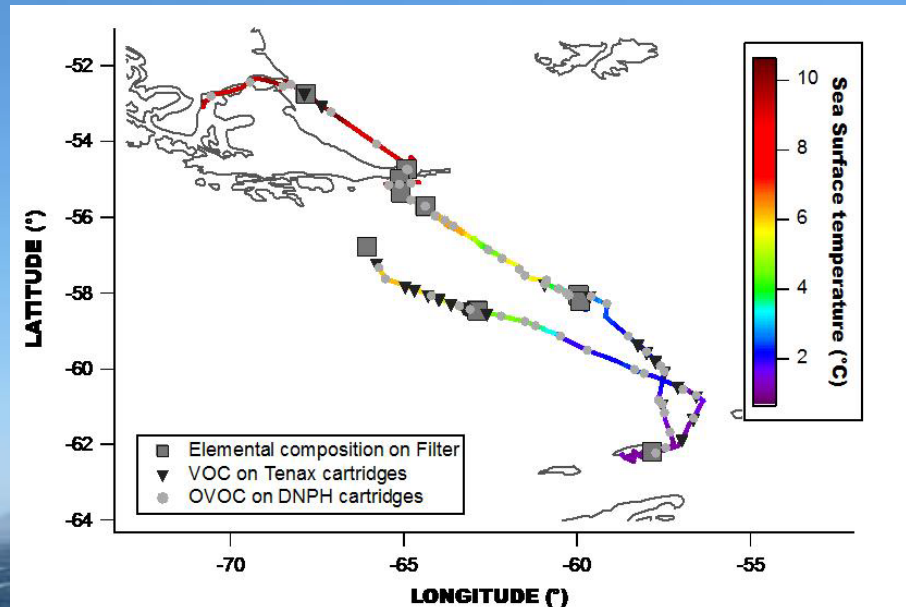 -52
-54
-56
-58
-60
-62
-64
LATITUDE (°)
-70
-65
-60
-55
LONGITUDE (°)
10
8
6
4
2
Sea Surface temperature (°C)
Elemental composition on Filter
VOC on Tenax cartridges
OVOC on DNPH cartridges